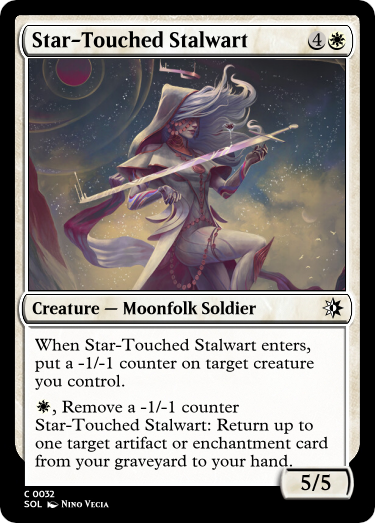 Star-Touched Stalwart 4
Creature — Moonfolk Soldier
When Star-Touched Stalwart enters,
put a -1/-1 counter on target creature
you control.
, Remove a -1/-1 counter
Star-Touched Stalwart: Return up to
one target artifact or enchantment card
from your graveyard to your hand.
5/5
C 0032
SOL Nino Vecia